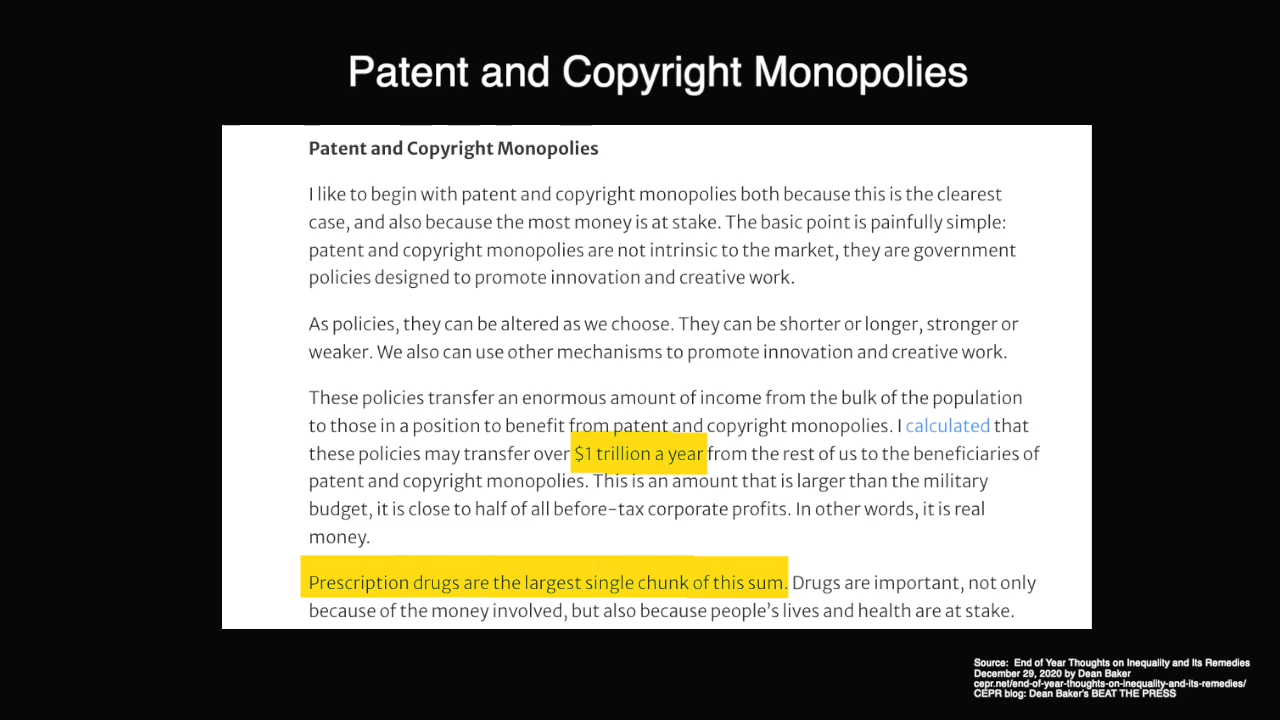 Patent and Copyright Monopolies
Patent and Copyright Monopolies
I like to begin with patent and copyright monopolies both because this is the clearest
case, and also because the most money is at stake. The basic point is painfully simple:
patent and copyright monopolies are not intrinsic to the market, they are government
policies designed to promote innovation and creative work.
As policies, they can be altered as we choose. They can be shorter or longer, stronger or
weaker. We also can use other mechanisms to promote innovation and creative work.
These policies transfer an enormous amount of income from the bulk of the population
to those in a position to benefit from patent and copyright monopolies. I calculated that
these policies may transfer over $1 trillion a year from the rest of us to the beneficiaries of
patent and copyright monopolies. This is an amount that is larger than the military
budget, it is close to half of all before-tax corporate profits. In other words, it is real
money.
Prescription drugs are the largest single chunk of this sum. Drugs are important, not only
because of the money involved, but also because people’s lives and health are at stake.
Source: End of Year Thoughts on Inequality and Its Remedies
December 29, 2020 by Dean Baker
cepr.net/end-of-year-thoughts-on-inequality-and-its-remedies/
CEPR blog: Dean Baker's BEAT THE PRESS